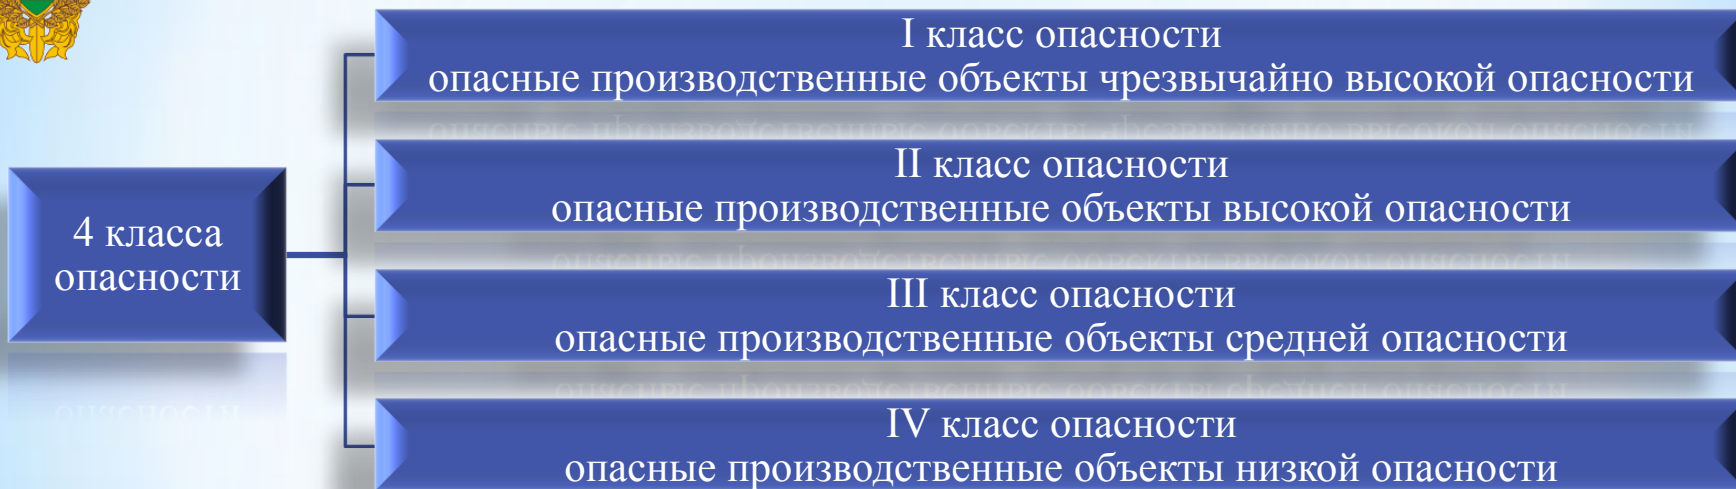 I класс опасности
опасные производственные объекты чрезвычайно высокой опасности
II класс опасности
опасные производственные объекты высокой опасности
4 класса
опасности
III класс опасности
опасные производственные объекты средней опасности
IV класс опасности
опасные производственные объекты низкой опасности